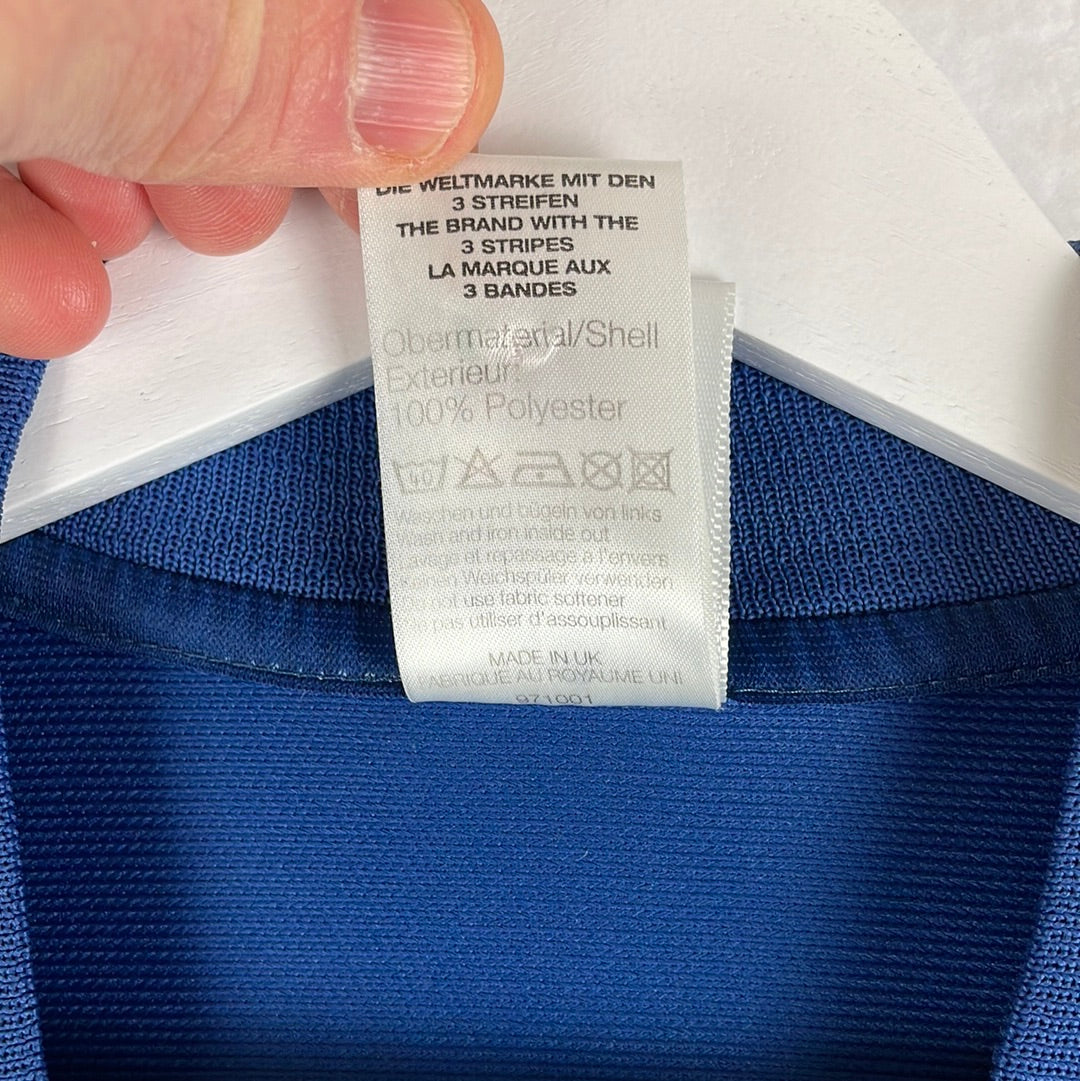 DIE WELTMARKE MIT DEN
3 STREIFEN
THE BRAND WITH THE
3 STRIPES
LA MARQUE AUX
3 BANDES
Obermaterial/Shell
Exterieur
100% Polyester
40
Waschen und bügeln von links
Wash and iron inside out
Lavage et repassage à l'envers
Keinen Weichspüler verwenden
Do not use fabric softener
Ne pas utiliser d'assouplissant
MADE IN UK
FABRIQUE AU ROYAUME UNI
971001